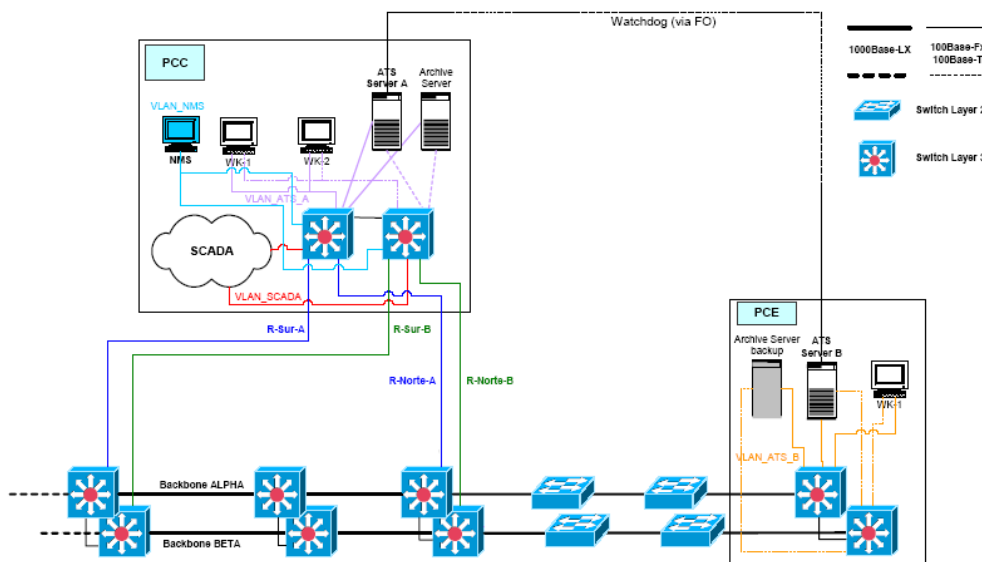 Watchdog (via FO)
1000Base-LX
100Base-Fx
100Base-T
Switch Layer 2
Switch Layer 3
PCC
ATS
Server A
Archive
Server
VLAN_NMS
NMS
WK-1
WK-2
VLAN_ATS_A
SCADA
VLAN_SCADA
R-Sur-A
R-Sur-B
R-Norte-A
R-Norte-B
PCE
Archive Server
backup
ATS
Server B
WK-1
VLAN_ATS_B
Backbone ALPHA
Backbone BETA